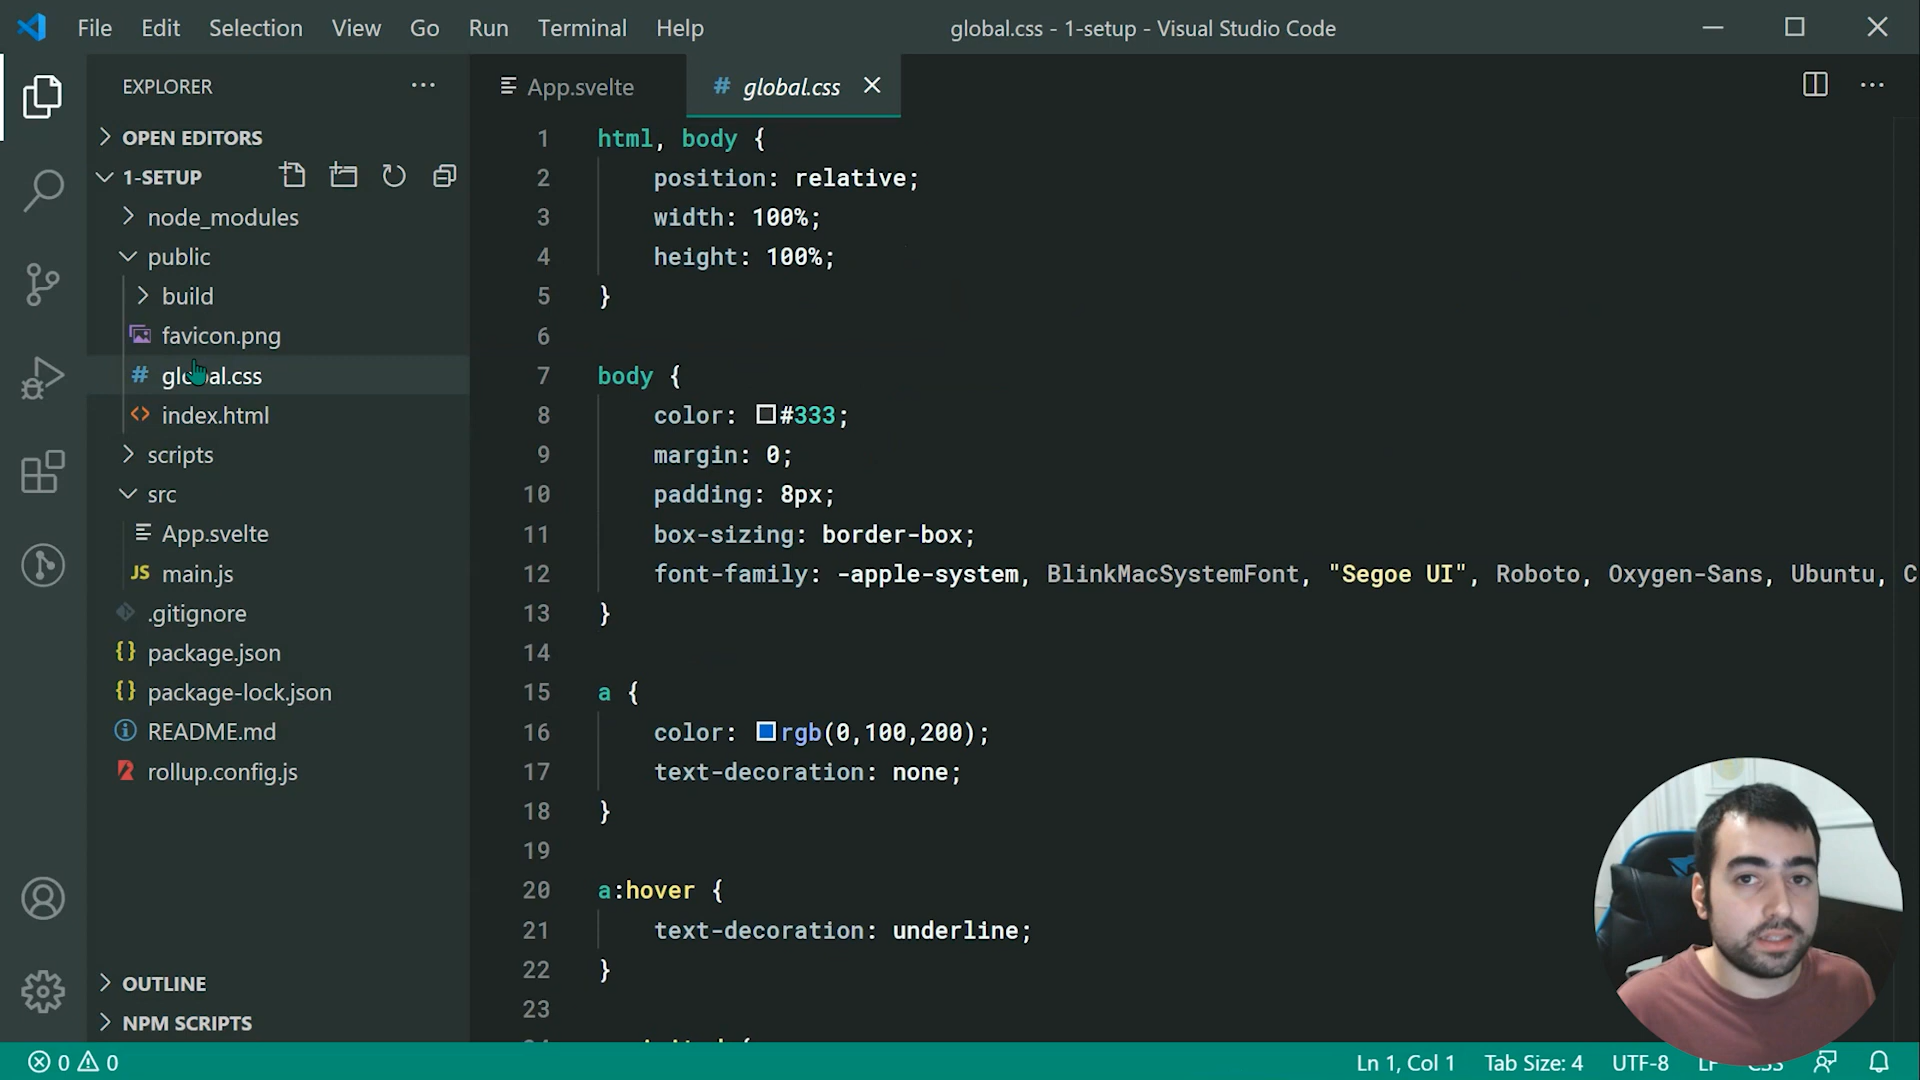 File Edit Selection View Go Run Terminal Help
global.css - 1-setup - Visual Studio Code
EXPLORER
OPEN EDITORS
1-SETUP
node_modules
public
build
favicon.png
global.css
index.html
scripts
src
App.svelte
JS main.js
.gitignore
{} package.json
{} package-lock.json
README.md
rollup.config.js
OUTLINE
NPM SCRIPTS
App.svelte
# global.css
1 html, body {
2 position: relative;
3 width: 100%;
4 height: 100%;
5 }
6
7 body {
8 color: #333;
9 margin: 0;
10 padding: 8px;
11 box-sizing: border-box;
12 font-family: -apple-system, BlinkMacSystemFont, "Segoe UI", Roboto, Oxygen-Sans, Ubuntu, C
13 }
14
15 a {
16 color: rgb(0,100,200);
17 text-decoration: none;
18 }
19
20 a:hover {
21 text-decoration: underline;
22 }
23
0 0
Ln 1, Col 1 Tab Size: 4 UTF-8 LF CSS